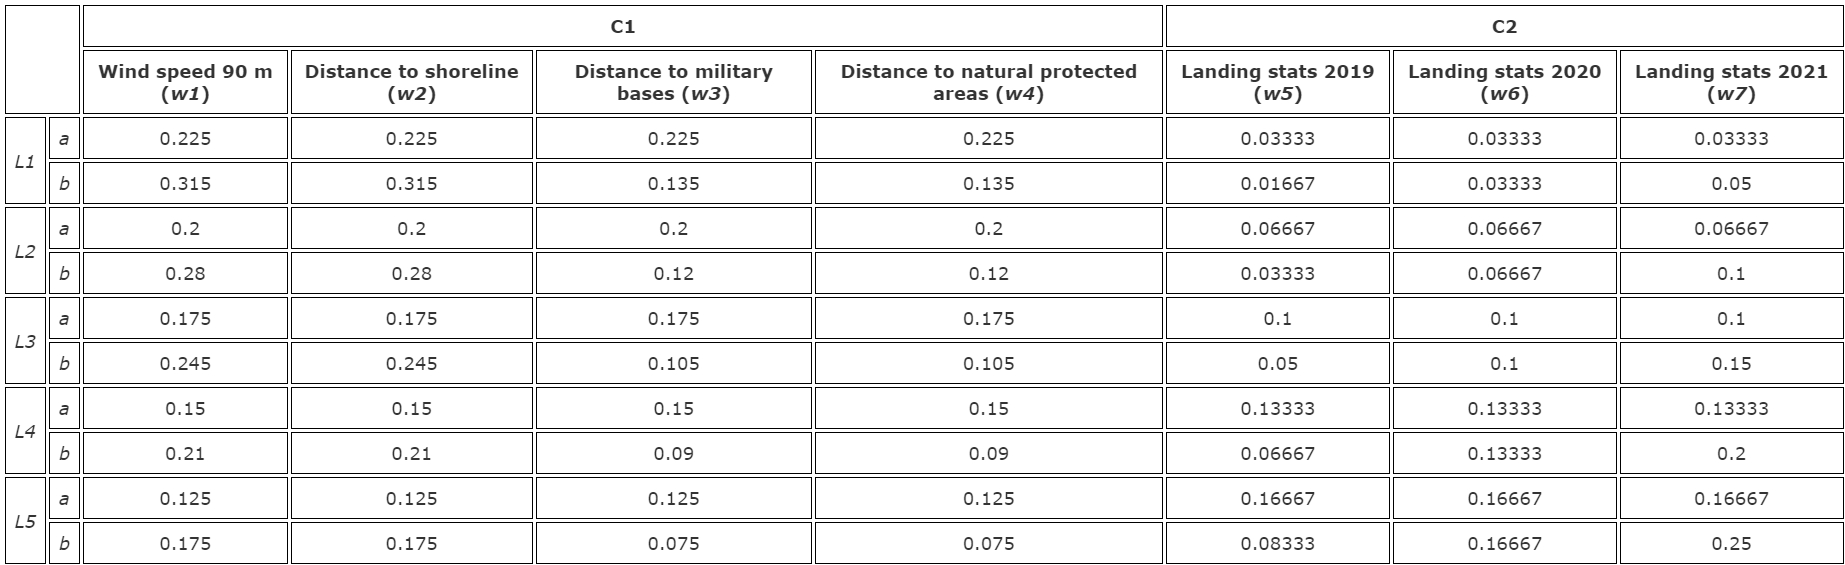 C1 C2
Wind speed 90 m Distance to shoreline Distance to military Distance to natural protected Landing stats 2019 Landing stats 2020 Landing stats 2021
(w1) (w2) bases (w3) areas (w4) (w5) (w6) (w7)
L1 a 0.225 0.225 0.225 0.225 0.03333 0.03333 0.03333
b 0.315 0.315 0.135 0.135 0.01667 0.03333 0.05
L2 a 0.2 0.2 0.2 0.2 0.06667 0.06667 0.06667
b 0.28 0.28 0.12 0.12 0.03333 0.06667 0.1
L3 a 0.175 0.175 0.175 0.175 0.1 0.1 0.1
b 0.245 0.245 0.105 0.105 0.05 0.1 0.15
L4 a 0.15 0.15 0.15 0.15 0.13333 0.13333 0.13333
b 0.21 0.21 0.09 0.09 0.06667 0.13333 0.2
L5 a 0.125 0.125 0.125 0.125 0.16667 0.16667 0.16667
b 0.175 0.175 0.075 0.075 0.08333 0.16667 0.25